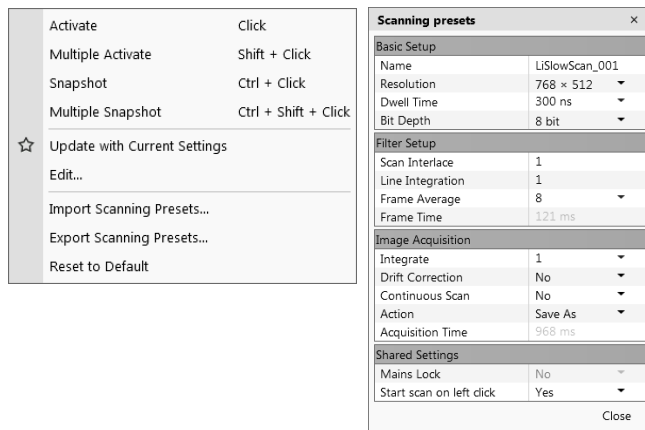 Activate Click
Multiple Activate Shift + Click
Snapshot Ctrl + Click
Multiple Snapshot Ctrl + Shift + Click
Update with Current Settings
Edit...
Import Scanning Presets...
Export Scanning Presets...
Reset to Default
Scanning presets ×
Basic Setup
Name LiSlowScan_001
Resolution 768 × 512
Dwell Time 300 ns
Bit Depth 8 bit
Filter Setup
Scan Interlace 1
Line Integration 1
Frame Average 8
Frame Time 121 ms
Image Acquisition
Integrate 1
Drift Correction No
Continuous Scan No
Action Save As
Acquisition Time 968 ms
Shared Settings
Mains Lock No
Start scan on left click Yes
Close